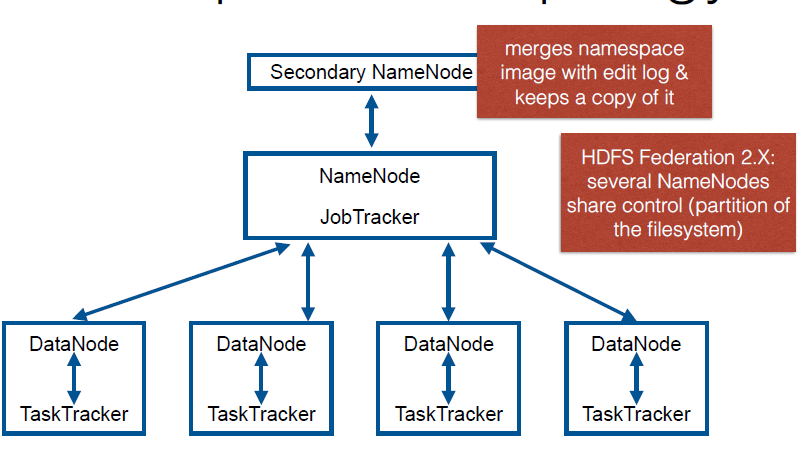 Secondary NameNode
merges namespace
image with edit log &
keeps a copy of it
HDFS Federation 2.X:
several NameNodes
share control (partition of
the filesystem)
NameNode
JobTracker
DataNode
TaskTracker
DataNode
TaskTracker
DataNode
TaskTracker
DataNode
TaskTracker